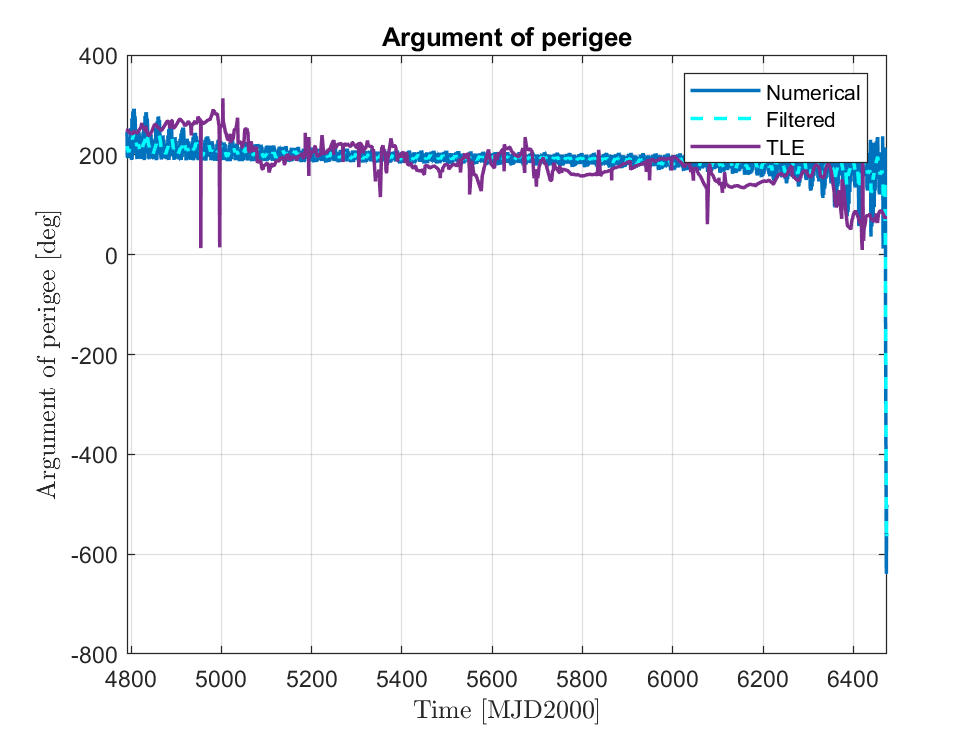 Argument of perigee
400
200
0
-200
-400
-600
-800
Argument of perigee [deg]
Numerical
Filtered
TLE
4800 5000 5200 5400 5600 5800 6000 6200 6400
Time [MJD2000]